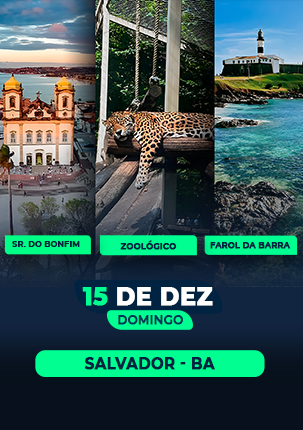 SR. DO BONFIM
ZOOLÓGICO
FAROL DA BARRA
15 DE DEZ
DOMINGO
SALVADOR - BA